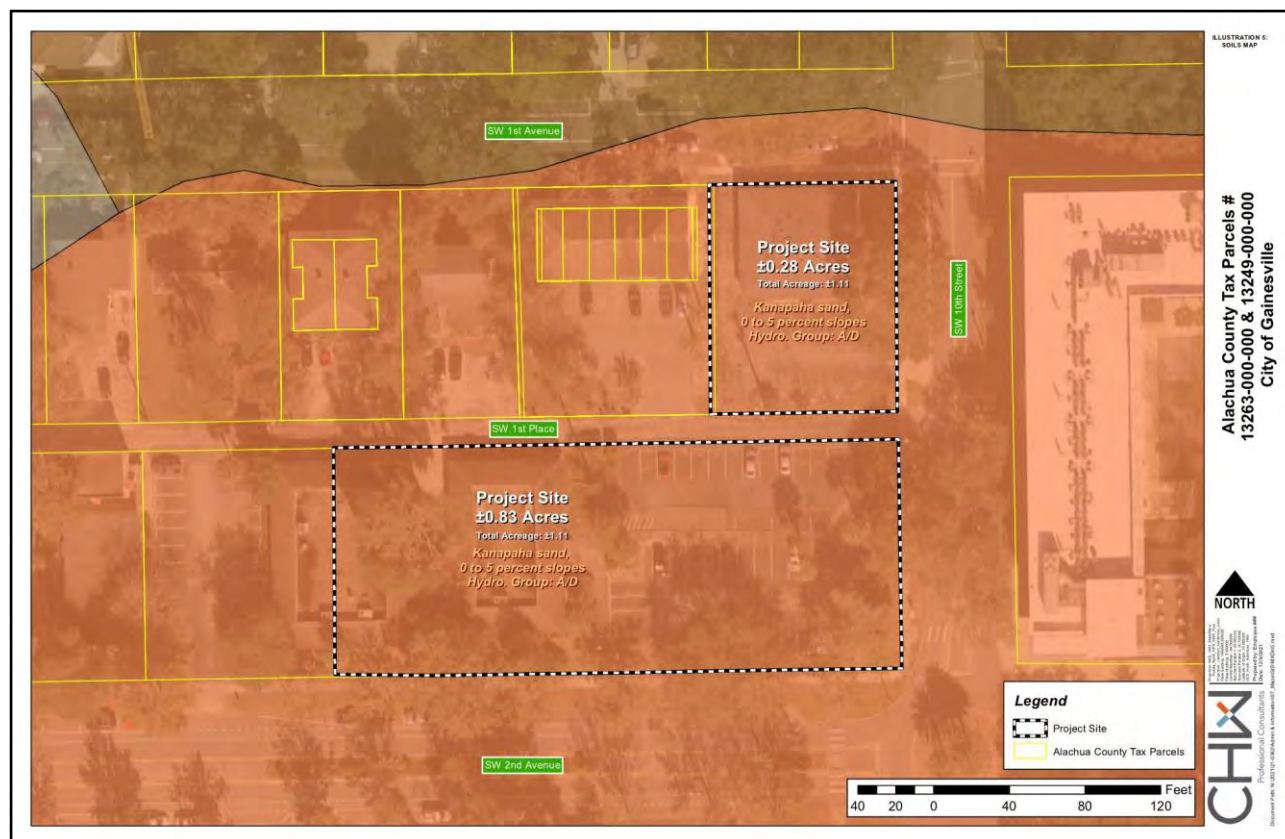 ILLUSTRATION 5:
SOILS MAP
SW 1st Avenue
Project Site
±0.28 Acres
Total Acreage: ±1.11
Kanapaha sand,
0 to 5 percent slopes
Hydro. Group: A/D
SW 10th Street
SW 1st Place
Project Site
±0.83 Acres
Total Acreage: ±1.11
Kanapaha sand,
0 to 5 percent slopes
Hydro. Group: A/D
SW 2nd Avenue
Legend
Project Site
Alachua County Tax Parcels
Feet
40 20 0 40 80 120
Alachua County Tax Parcels #
13263-000-000 & 13249-000-000
City of Gainesville
NORTH
CHW
Professional Consultants